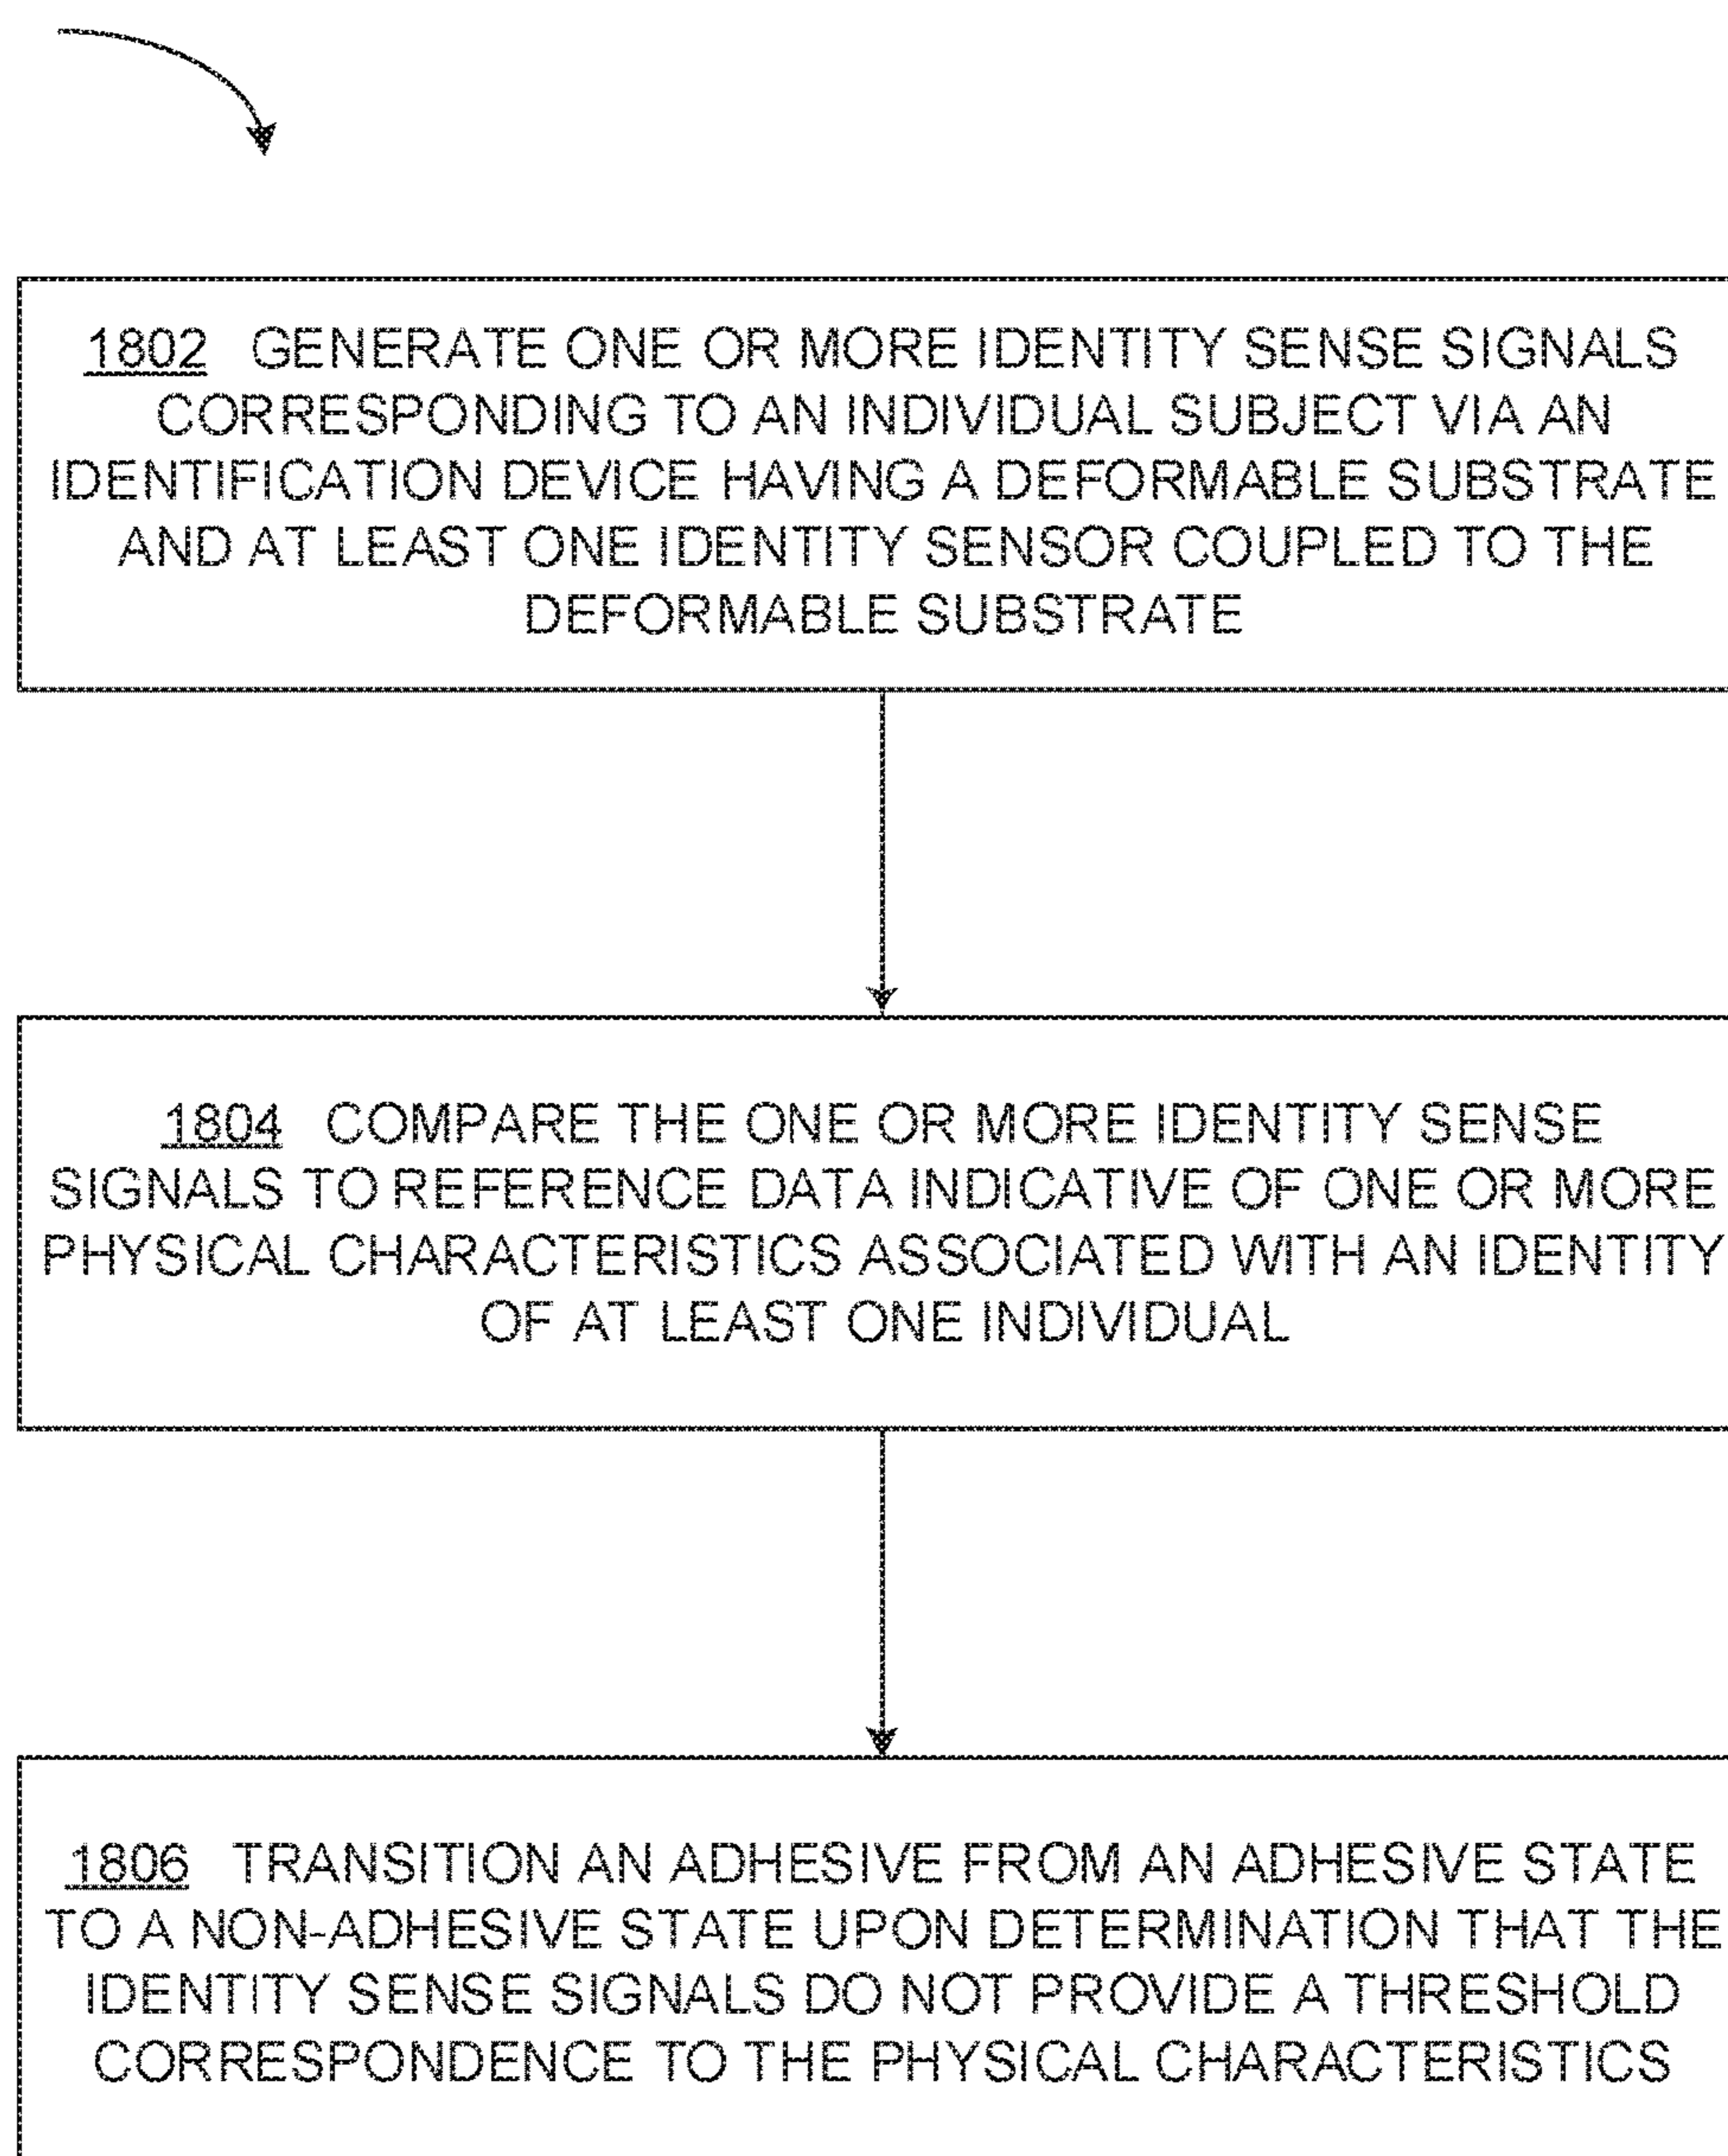 1802 GENERATE ONE OR MORE IDENTITY SENSE SIGNALS
CORRESPONDING TO AN INDIVIDUAL SUBJECT VIA AN
IDENTIFICATION DEVICE HAVING A DEFORMABLE SUBSTRATE
AND AT LEAST ONE IDENTITY SENSOR COUPLED TO THE
DEFORMABLE SUBSTRATE
1804 COMPARE THE ONE OR MORE IDENTITY SENSE
SIGNALS TO REFERENCE DATA INDICATIVE OF ONE OR MORE
PHYSICAL CHARACTERISTICS ASSOCIATED WITH AN IDENTITY
OF AT LEAST ONE INDIVIDUAL
1806 TRANSITION AN ADHESIVE FROM AN ADHESIVE STATE
TO A NON-ADHESIVE STATE UPON DETERMINATION THAT THE
IDENTITY SENSE SIGNALS DO NOT PROVIDE A THRESHOLD
CORRESPONDENCE TO THE PHYSICAL CHARACTERISTICS